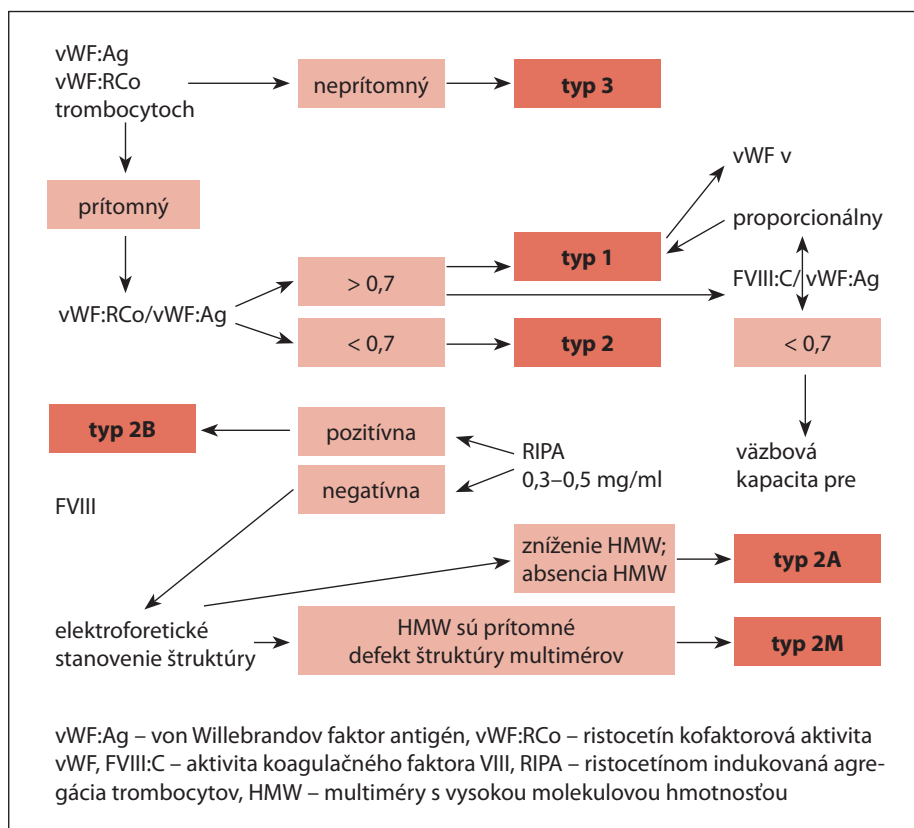 vWF:Ag
vWF:RCo
trombocytoch
neprítomný
typ 3
vWF v
prítomný
proporcionálny
typ 1
> 0,7
FVIII:C/ vWF:Ag
vWF:RCo/vWF:Ag
< 0,7
typ 2
< 0,7
typ 2B
pozitívna
RIPA
0,3–0,5 mg/ml
negatívna
väzbová
kapacita pre
FVIII
zníženie HMW;
absencia HMW
typ 2A
elektroforetické
stanovenie štruktúry
HMW sú prítomné
defekt štruktúry multimérov
typ 2M
vWF:Ag – von Willebrandov faktor antigén, vWF:RCo – ristocetín kofaktorová aktivita
vWF, FVIII:C – aktivita koagulačného faktora VIII, RIPA – ristocetínom indukovaná agre-
gácia trombocytov, HMW – multiméry s vysokou molekulovou hmotnosťou